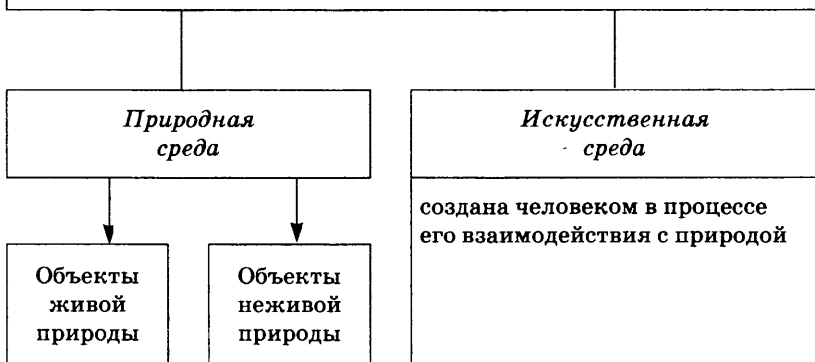 Природная
среда
Искусственная
среда
создана человеком в процессе
его взаимодействия с природой
Объекты
живой
природы
Объекты
неживой
природы